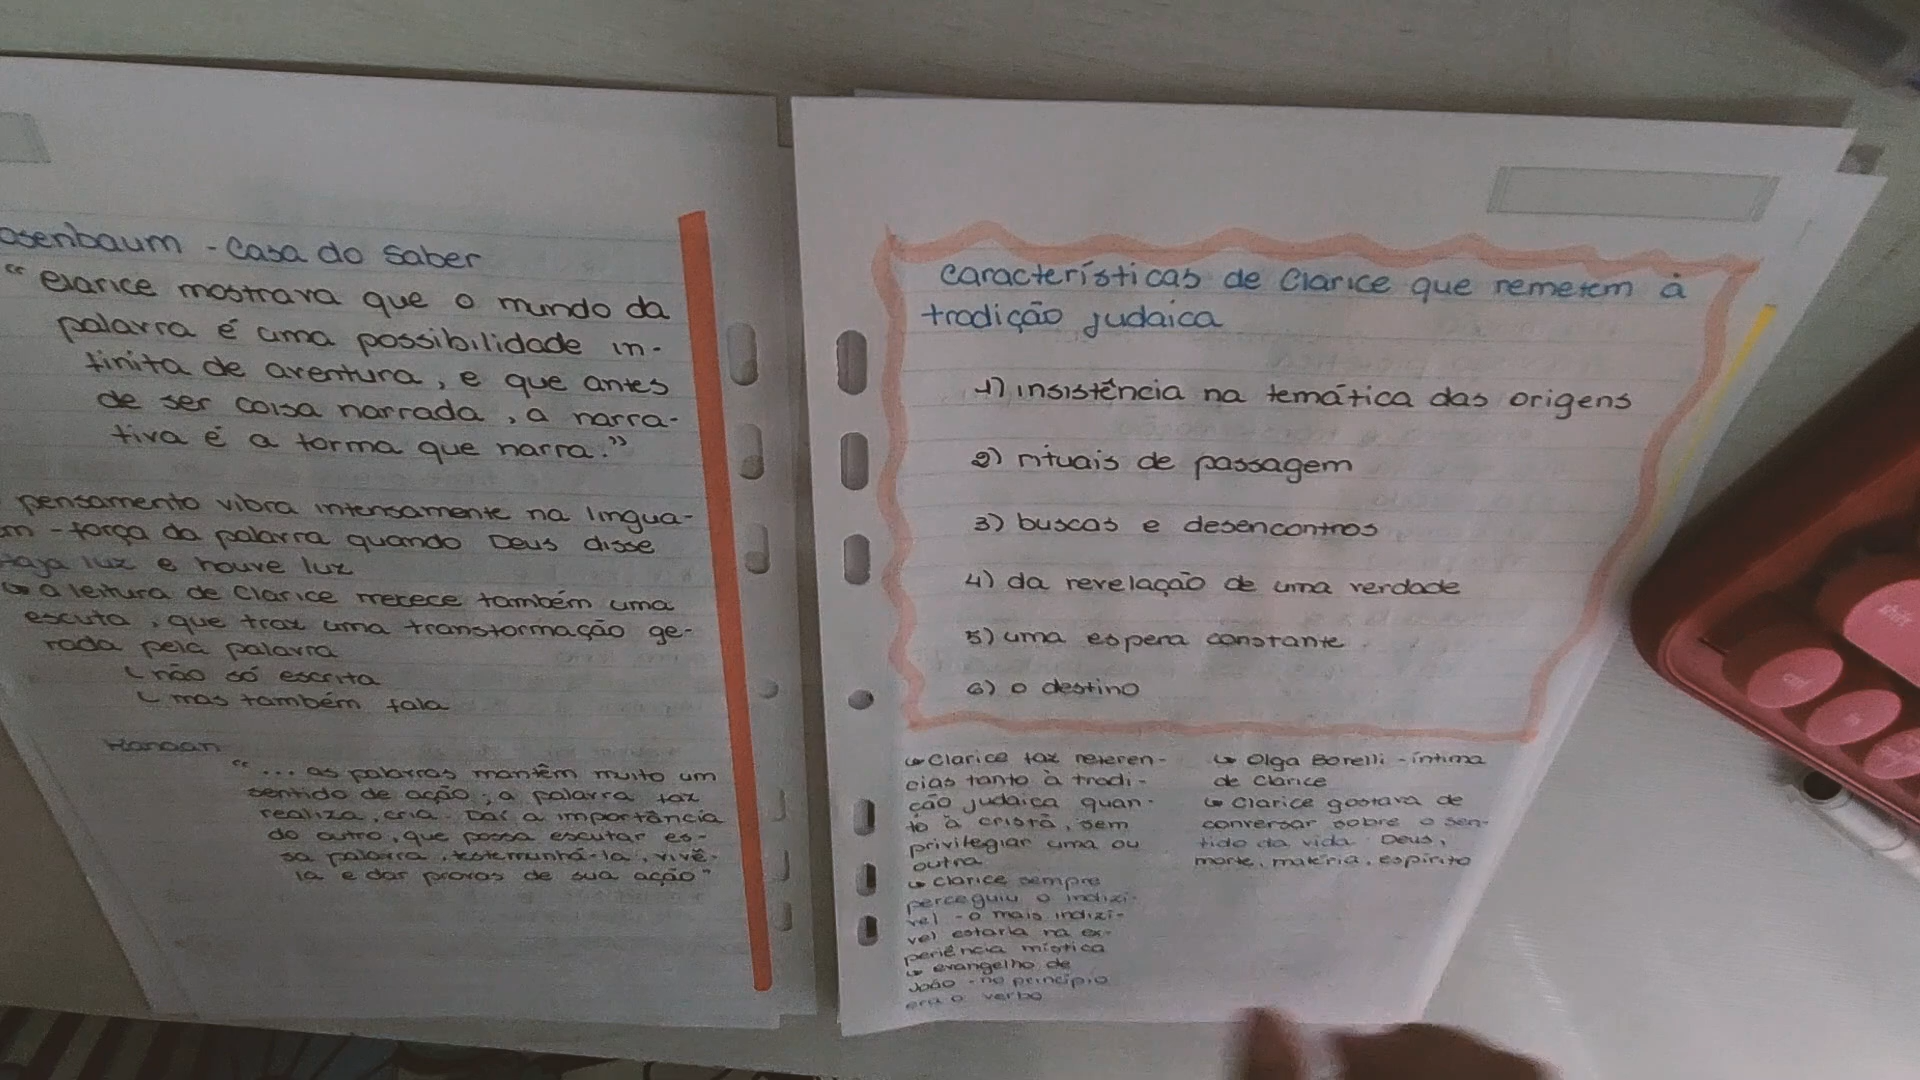 osenbaum - Casa do Saber
"Clarice mostrava que o mundo da
palavra é uma possibilidade in-
finita de aventura, e que antes
de ser coisa narrada, a narra-
tiva é a forma que narra."
pensamento vibra intensamente na lingua-
m - força da palavra quando Deus disse
haja luz e houve luz
↳ a leitura de Clarice merece também uma
escuta, que traz uma transformação ge-
rada pela palavra
↳ não só escrita
↳ mas também fala
Hanaan
"... as palavras mantêm muito um
sentido de ação; a palavra faz
realiza, cria. Daí a importância
do outro, que possa escutar es-
sa palavra, testemunhá-la, vivê-
la e dar provas de sua ação"
características de Clarice que remetem à
tradição judaica
1) insistência na temática das origens
2) rituais de passagem
3) buscas e desencontros
4) da revelação de uma verdade
5) uma espera constante
6) o destino
↳ Clarice faz referen-
cias tanto à tradi-
ção judaica quan-
to à cristã, sem
privilegiar uma ou
outra
↳ Clarice sempre
perceguiu o indizí-
vel - o mais indizí-
vel estaria na ex-
periência mística
↳ evangelho de
João - no princípio
era o verbo
↳ Olga Borelli - íntima
de Clarice
↳ Clarice gostava de
conversar sobre o sen-
tido da vida. Deus,
morte, matéria, espírito
shift
ctrl